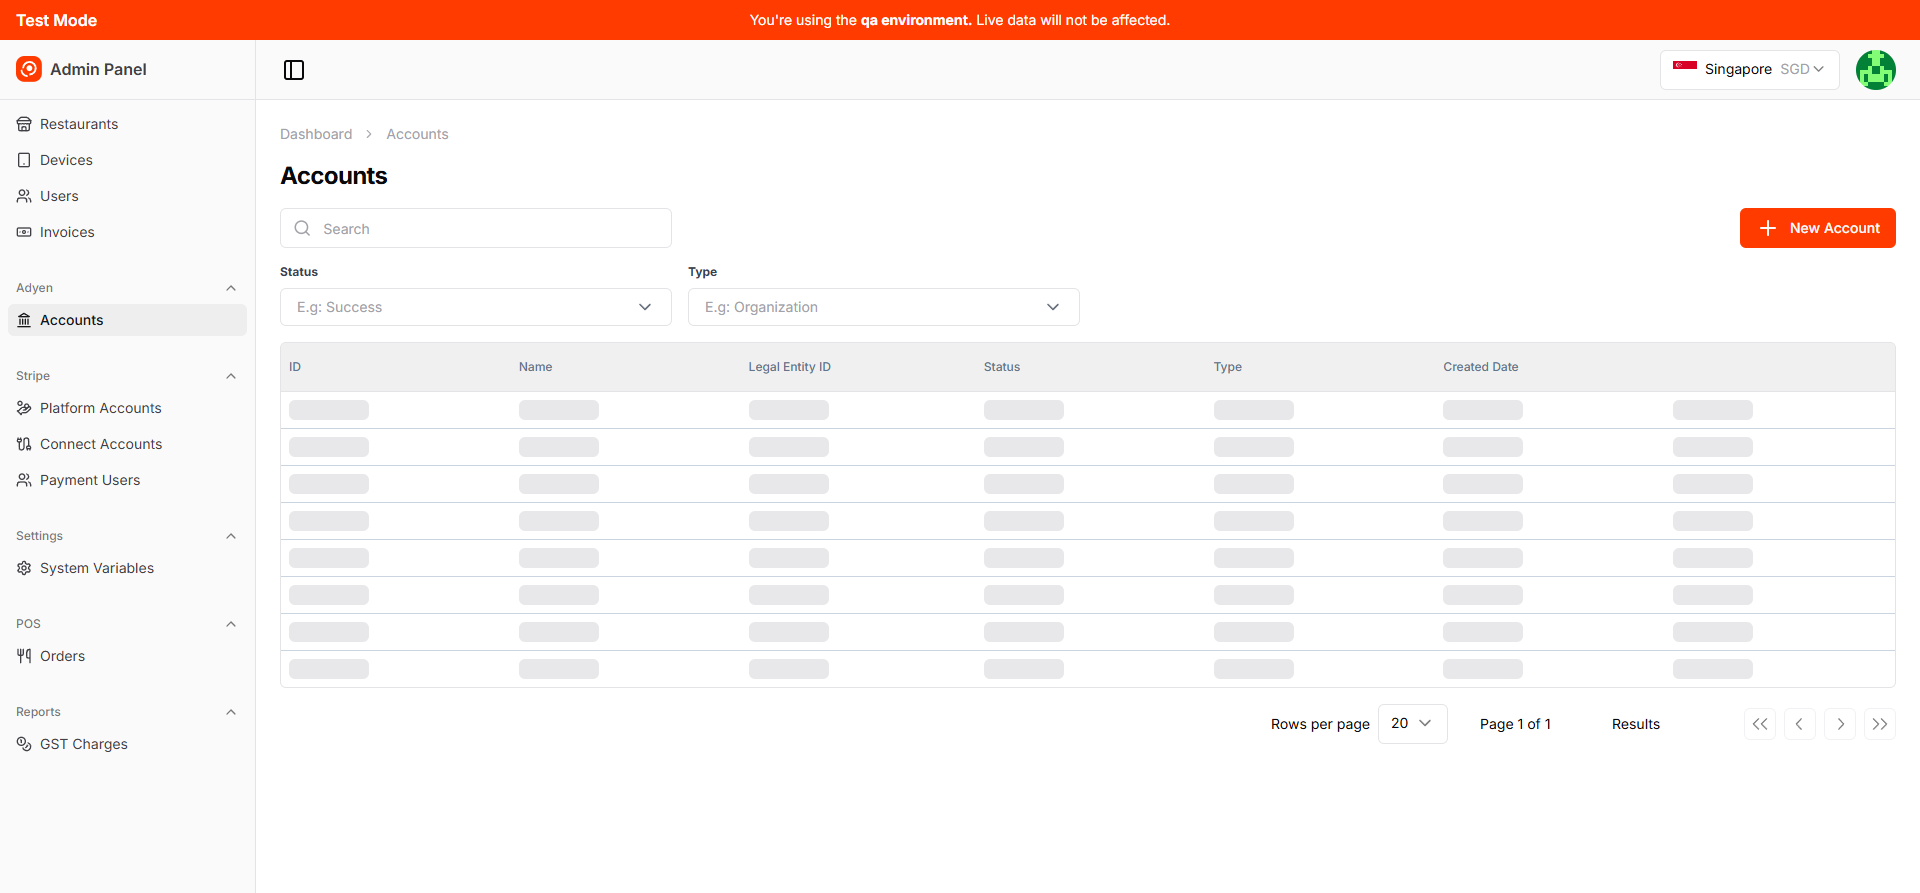 Test Mode
You're using the qa environment. Live data will not be affected.
Admin Panel
Singapore SGD
Restaurants
Devices
Users
Invoices
Adyen
Accounts
Stripe
Platform Accounts
Connect Accounts
Payment Users
Settings
System Variables
POS
Orders
Reports
GST Charges
Dashboard > Accounts
Accounts
Search
New Account
Status Type
E.g: Success E.g: Organization
ID Name Legal Entity ID Status Type Created Date
Rows per page 20 Page 1 of 1 Results